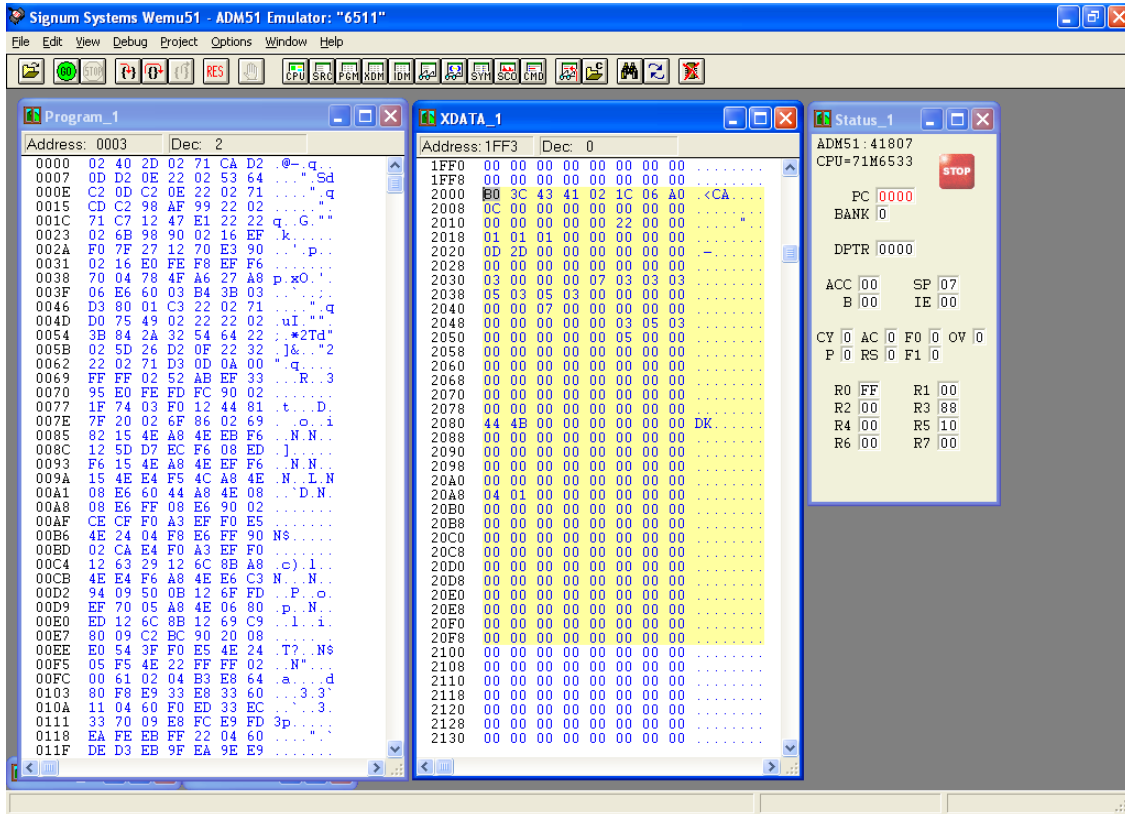 Signum Systems Wemu51 - ADM51 Emulator: "6511"
File Edit View Debug Project Options Window Help
GO STOP RES CPU SRC PGM XDM IDM SYM SCO CMD
Program_1
Address: 0003 Dec: 2
0000 02 40 2D 02 71 CA D2 .@-.q..
0007 0D D2 0E 22 02 53 64 ...".Sd
000E C2 0D C2 0E 22 02 71 ....".q
0015 CD C2 98 AF 99 22 02 .....".
001C 71 C7 12 47 E1 22 22 q..G.""
0023 02 6B 98 90 02 16 EF .k.....
002A F0 7F 27 12 70 E3 90 ..'.p..
0031 02 16 E0 FE F8 EF F6 .......
0038 70 04 78 4F A6 27 A8 p.xO.'.
003F 06 E6 60 03 B4 3B 03 ..`..;.
0046 D3 80 01 C3 22 02 71 ....".q
004D D0 75 49 02 22 22 02 .uI."".
0054 3B 84 2A 32 54 64 22 ;.*2Td"
005B 02 5D 26 D2 0F 22 32 .]&.."2
0062 22 02 71 D3 0D 0A 00 ".q....
0069 FF FF 02 52 AB EF 33 ...R..3
0070 95 E0 FE FD FC 90 02 .......
0077 1F 74 03 F0 12 44 81 .t...D.
007E 7F 20 02 6F 86 02 69 . .o..i
0085 82 15 4E A8 4E EB F6 ..N.N..
008C 12 5D D7 EC F6 08 ED .].....
0093 F6 15 4E A8 4E EF F6 ..N.N..
009A 15 4E E4 F5 4C A8 4E .N..L.N
00A1 08 E6 60 44 A8 4E 08 ..`D.N.
00A8 08 E6 FF 08 E6 90 02 .......
00AF CE CF F0 A3 EF F0 E5 .......
00B6 4E 24 04 F8 E6 FF 90 N$.....
00BD 02 CA E4 F0 A3 EF F0 .......
00C4 12 63 29 12 6C 8B A8 .c).l..
00CB 4E E4 F6 A8 4E E6 C3 N...N..
00D2 94 09 50 0B 12 6F FD ..P..o.
00D9 EF 70 05 A8 4E 06 80 .p..N..
00E0 ED 12 6C 8B 12 69 C9 ..l..i.
00E7 80 09 C2 BC 90 20 08 ..... .
00EE E0 54 3F F0 E5 4E 24 .T?..N$
00F5 05 F5 4E 22 FF FF 02 ..N"...
00FC 00 61 02 04 B3 E8 64 .a....d
0103 80 F8 E9 33 E8 33 60 ...3.3`
010A 11 04 60 F0 ED 33 EC ..`..3.
0111 33 70 09 E8 FC E9 FD 3p.....
0118 EA FE EB FF 22 04 60 ....".`
011F DE D3 EB 9F EA 9E E9 .......
XDATA_1
Address: 1FF3 Dec: 0
1FF0 00 00 00 00 00 00 00 00 ........
1FF8 00 00 00 00 00 00 00 00 ........
2000 B0 3C 43 41 02 1C 06 A0 .<CA....
2008 0C 00 00 00 00 00 00 00 ........
2010 00 00 00 00 00 22 00 00 .....".. 
2018 01 01 01 00 00 00 00 00 ........
2020 0D 2D 00 00 00 00 00 00 .-......
2028 00 00 00 00 00 00 00 00 ........
2030 03 00 00 00 07 03 03 03 ........
2038 05 03 05 03 00 00 00 00 ........
2040 00 00 07 00 00 00 00 00 ........
2048 00 00 00 00 00 03 05 03 ........
2050 00 00 00 00 00 05 00 00 ........
2058 00 00 00 00 00 00 00 00 ........
2060 00 00 00 00 00 00 00 00 ........
2068 00 00 00 00 00 00 00 00 ........
2070 00 00 00 00 00 00 00 00 ........
2078 00 00 00 00 00 00 00 00 ........
2080 44 4B 00 00 00 00 00 00 DK......
2088 00 00 00 00 00 00 00 00 ........
2090 00 00 00 00 00 00 00 00 ........
2098 00 00 00 00 00 00 00 00 ........
20A0 00 00 00 00 00 00 00 00 ........
20A8 04 01 00 00 00 00 00 00 ........
20B0 00 00 00 00 00 00 00 00 ........
20B8 00 00 00 00 00 00 00 00 ........
20C0 00 00 00 00 00 00 00 00 ........
20C8 00 00 00 00 00 00 00 00 ........
20D0 00 00 00 00 00 00 00 00 ........
20D8 00 00 00 00 00 00 00 00 ........
20E0 00 00 00 00 00 00 00 00 ........
20E8 00 00 00 00 00 00 00 00 ........
20F0 00 00 00 00 00 00 00 00 ........
20F8 00 00 00 00 00 00 00 00 ........
2100 00 00 00 00 00 00 00 00 ........
2108 00 00 00 00 00 00 00 00 ........
2110 00 00 00 00 00 00 00 00 ........
2118 00 00 00 00 00 00 00 00 ........
2120 00 00 00 00 00 00 00 00 ........
2128 00 00 00 00 00 00 00 00 ........
2130 00 00 00 00 00 00 00 00 ........
Status_1
ADM51:41807
CPU=71M6533
STOP
PC 0000
BANK 0
DPTR 0000
ACC 00 SP 07
B 00 IE 00
CY 0 AC 0 F0 0 OV 0
P 0 RS 0 F1 0
R0 FF R1 00
R2 00 R3 88
R4 00 R5 10
R6 00 R7 00